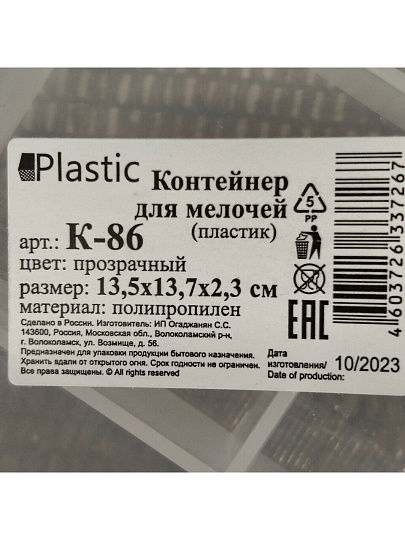 Plastic
Контейнер
для мелочей
(пластик)
арт.: К-86
цвет: прозрачный
размер: 13,5х13,7х2,3 см
материал: полипропилен
5
PP
EAC
4603726337267
Сделано в России. Изготовитель: ИП Огаджанян С.С.
143600, Россия, Московская обл., Волоколамский р-н,
г. Волоколамск, ул. Возмище, д. 56.
Предназначен для упаковки продукции бытового назначения.
Хранить вдали от открытого огня. Срок годности не ограничен.
Все права защищены. © All rights reserved
Дата
изготовления/
Date of production:
10/2023